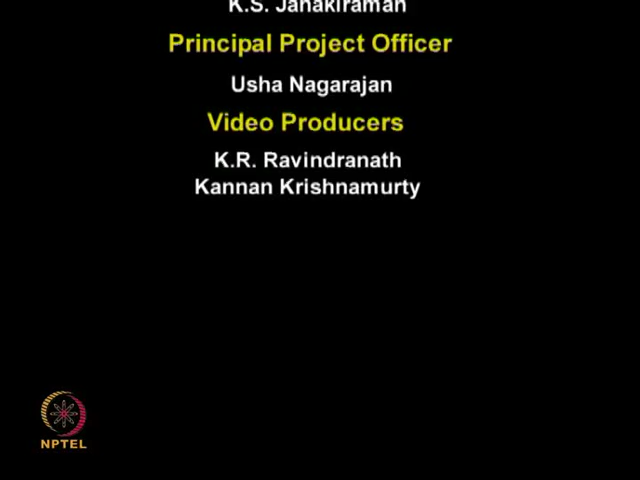 K.S. Janakiraman
Principal Project Officer
Usha Nagarajan
Video Producers
K.R. Ravindranath
Kannan Krishnamurty
NPTEL